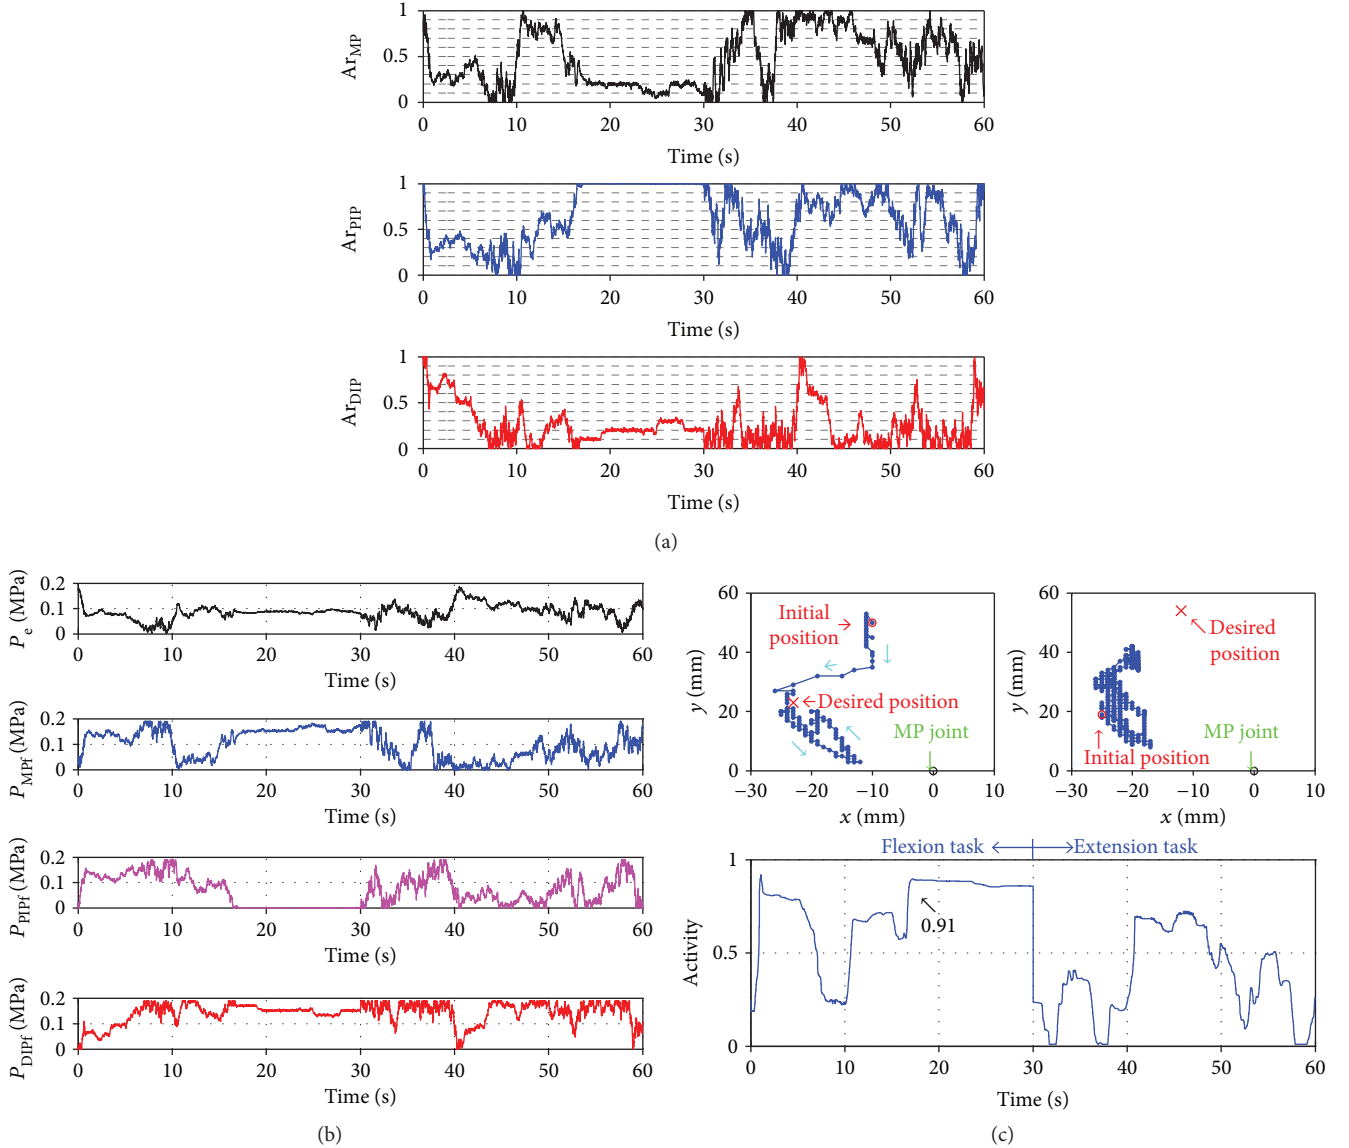 1
0.5
0
Ar_MP
0 10 20 30 40 50 60
Time (s)
1
0.5
0
Ar_PIP
0 10 20 30 40 50 60
Time (s)
1
0.5
0
Ar_DIP
0 10 20 30 40 50 60
Time (s)
(a)
0.2
0.1
0
P_e (MPa)
0 10 20 30 40 50 60
Time (s)
0.2
0.1
0
P_MPf (MPa)
0 10 20 30 40 50 60
Time (s)
0.2
0.1
0
P_PIPf (MPa)
0 10 20 30 40 50 60
Time (s)
0.2
0.1
0
P_DIPf (MPa)
0 10 20 30 40 50 60
Time (s)
(b)
60
40
20
0
y (mm)
Initial
position
Desired position
MP joint
−30 −20 −10 0 10
x (mm)
60
40
20
0
y (mm)
Desired
position
MP joint
Initial position
−30 −20 −10 0 10
x (mm)
Flexion task
Extension task
1
0.5
0
Activity
0.91
0 10 20 30 40 50 60
Time (s)
(c)